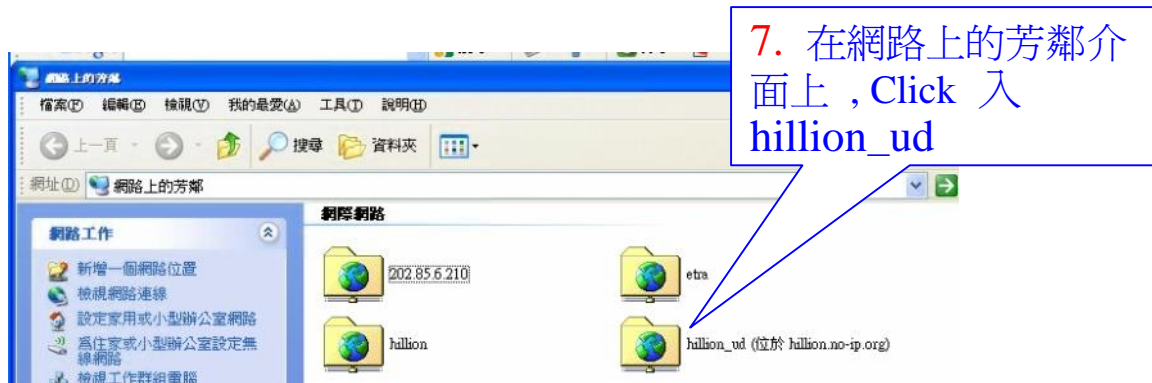 7. 在網路上的芳鄰介
面上 , Click 入
hillion_ud
網路上的芳鄰
檔案(F) 編輯(E) 檢視(V) 我的最愛(A) 工具(T) 說明(H)
上一頁 搜尋 資料夾
網址(D) 網路上的芳鄰
網路工作
新增一個網路位置
檢視網路連線
設定家用或小型辦公室網路
為住家或小型辦公室設定無
線網路
檢視工作群組電腦
網際網路
202.85.6.210 etra
hillion hillion_ud (位於 hillion.no-ip.org)